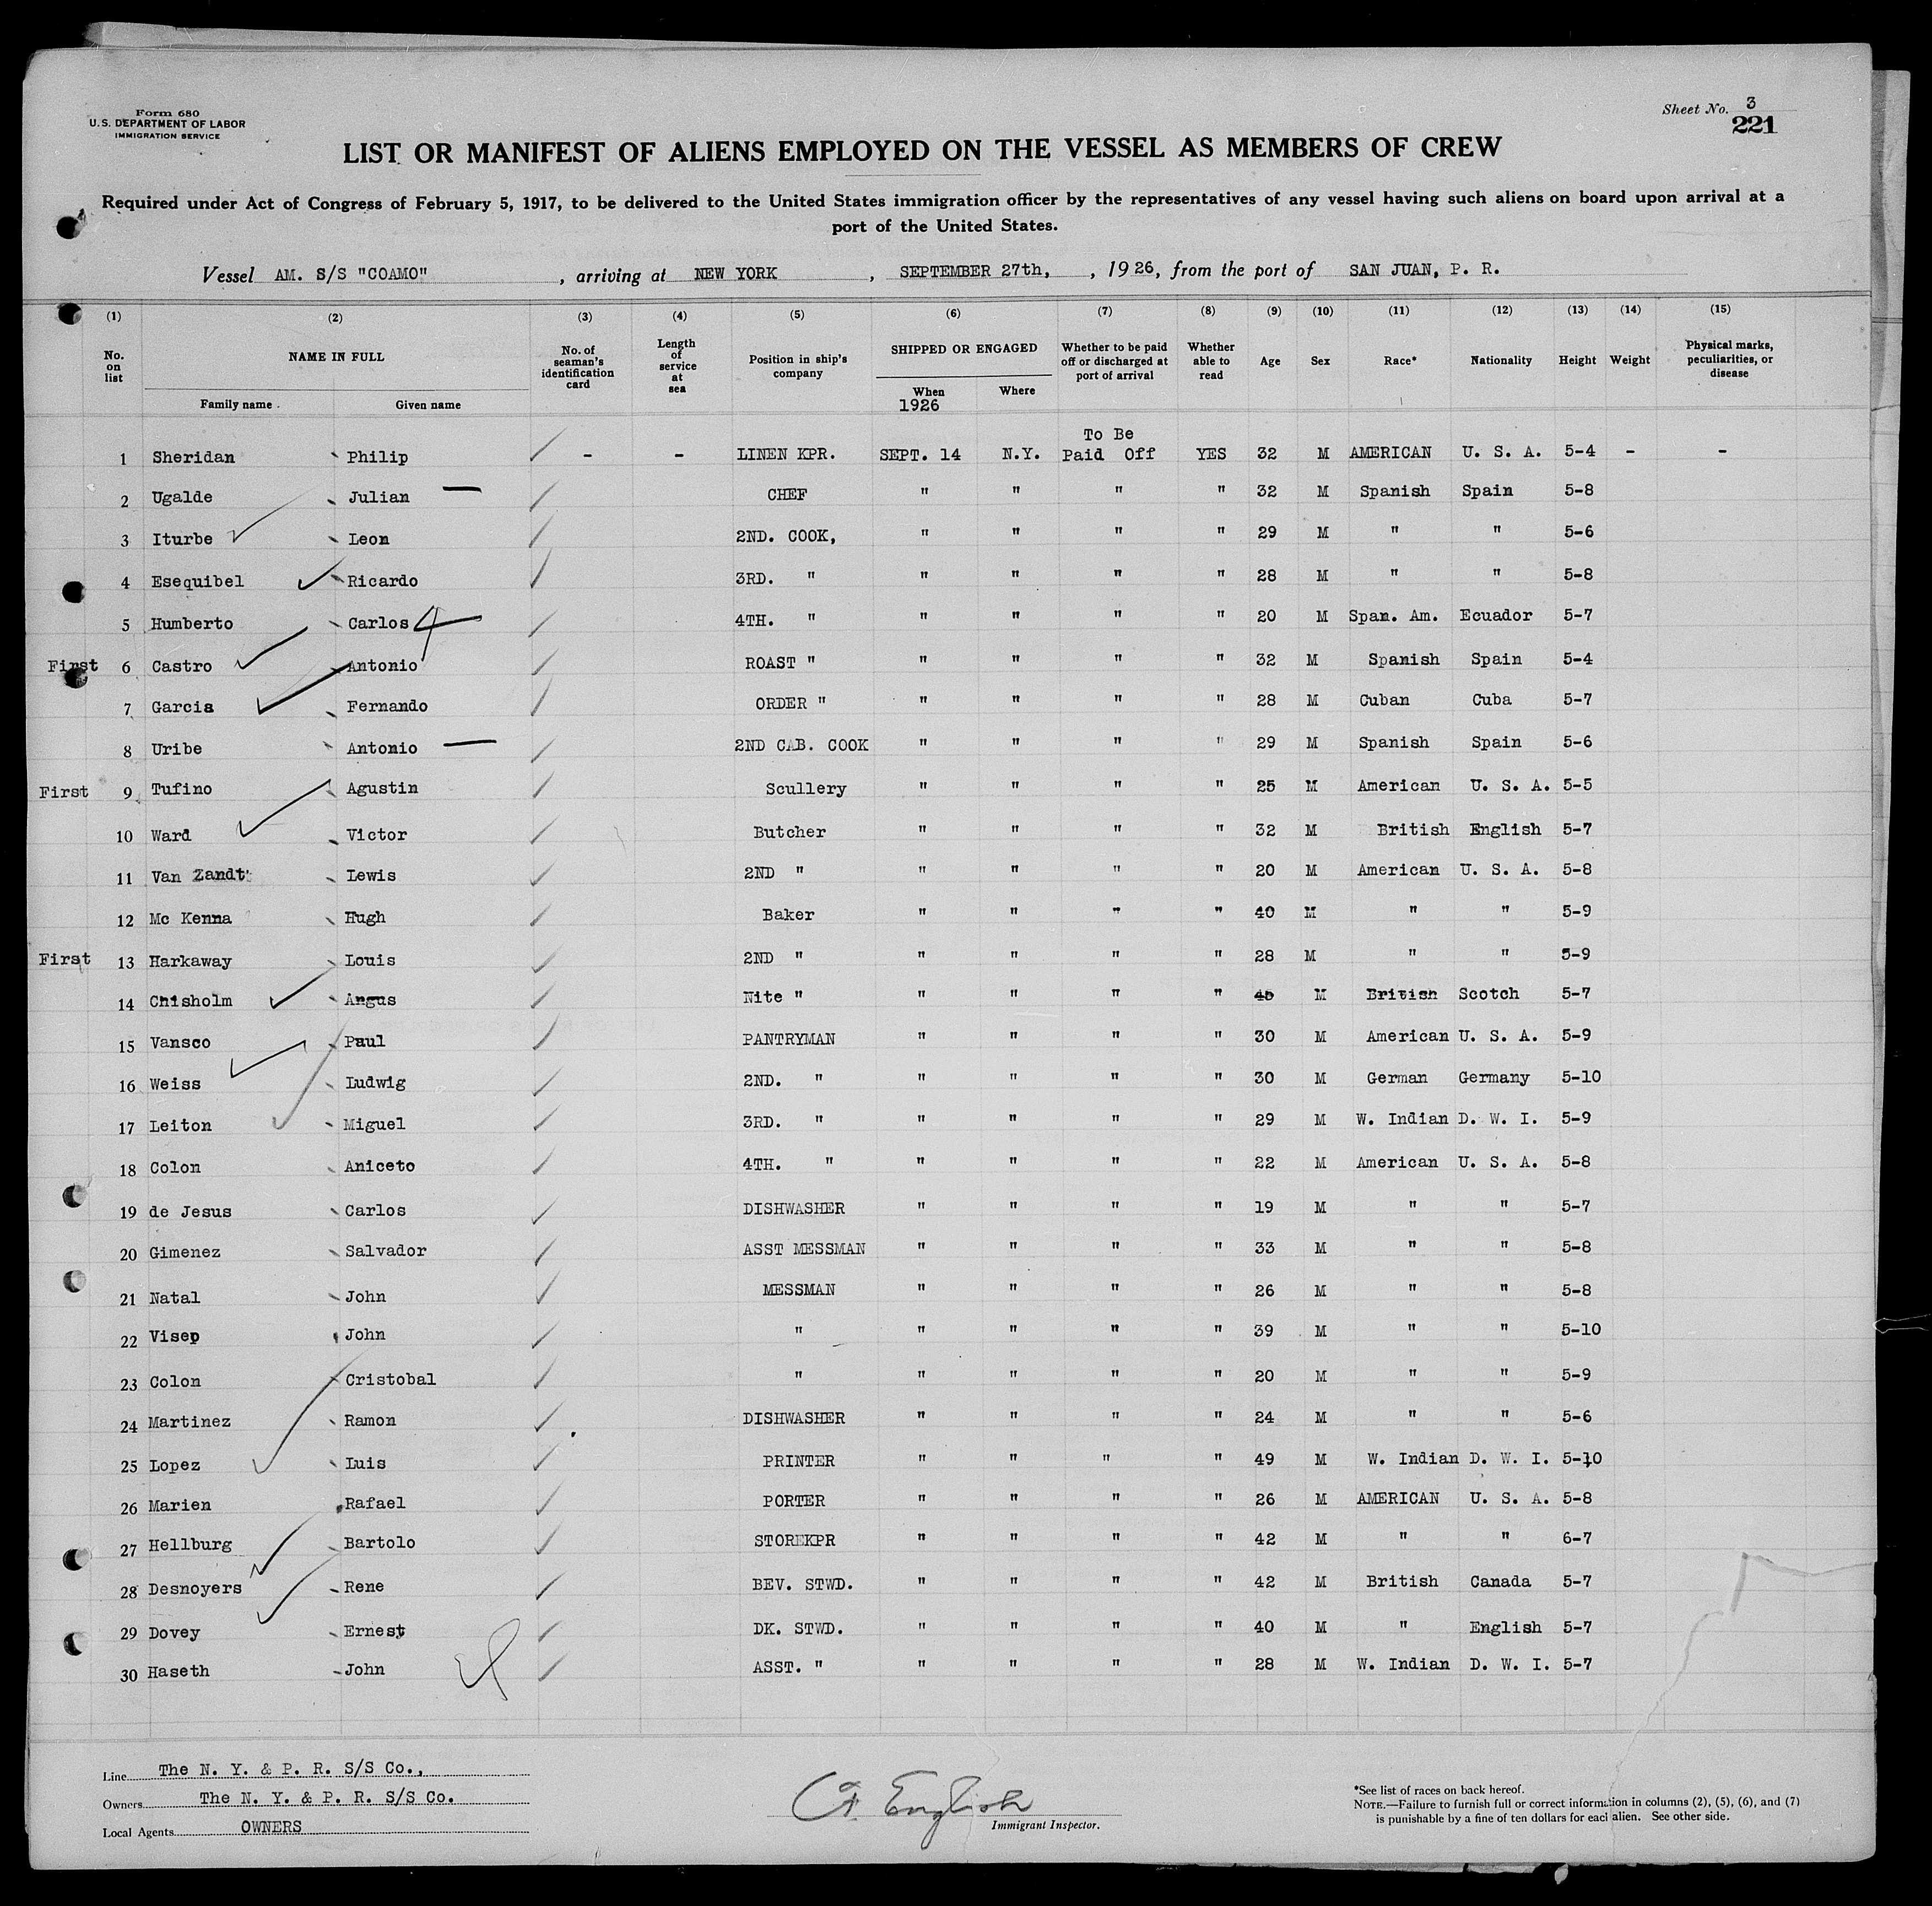 Form 680
U.S. DEPARTMENT OF LABOR
IMMIGRATION SERVICE
Sheet No. 3
221
LIST OR MANIFEST OF ALIENS EMPLOYED ON THE VESSEL AS MEMBERS OF CREW
Required under Act of Congress of February 5, 1917, to be delivered to the United States immigration officer by the representatives of any vessel having such aliens on board upon arrival at a
port of the United States.
Vessel AM. S/S "COAMO" , arriving at NEW YORK , SEPTEMBER 27th, , 1926, from the port of SAN JUAN, P. R.
(1) (2) (3) (4) (5) (6) (7) (8) (9) (10) (11) (12) (13) (14) (15)
No. on list NAME IN FULL Family name Given name No. of seaman's identification card Length of service at sea Position in ship's company SHIPPED OR ENGAGED When 1926 Where Whether to be paid off or discharged at port of arrival Whether able to read Age Sex Race* Nationality Height Weight Physical marks, peculiarities, or disease
To Be
1 Sheridan Philip - - LINEN KPR. SEPT. 14 N.Y. Paid Off YES 32 M AMERICAN U. S. A. 5-4 - -
2 Ugalde Julian — CHEF " " " " 32 M Spanish Spain 5-8
3 Iturbe Leon 2ND. COOK, " " " " 29 M " " 5-6
4 Esequibel Ricardo 3RD. " " " " " 28 M " " 5-8
5 Humberto Carlos 4TH. " " " " " 20 M Span. Am. Ecuador 5-7
First 6 Castro Antonio ROAST " " " " " 32 M Spanish Spain 5-4
7 Garcia Fernando ORDER " " " " " 28 M Cuban Cuba 5-7
8 Uribe Antonio — 2ND CAB. COOK " " " " 29 M Spanish Spain 5-6
First 9 Tufino Agustin Scullery " " " " 25 M American U. S. A. 5-5
10 Ward Victor Butcher " " " " 32 M British English 5-7
11 Van Zandt Lewis 2ND " " " " " 20 M American U. S. A. 5-8
12 Mc Kenna Hugh Baker " " " " 40 M " " 5-9
First 13 Harkaway Louis 2ND " " " " " 28 M " " 5-9
14 Chisholm Angus Nite " " " " " 45 M British Scotch 5-7
15 Vansco Paul PANTRYMAN " " " " 30 M American U. S. A. 5-9
16 Weiss Ludwig 2ND. " " " " " 30 M German Germany 5-10
17 Leiton Miguel 3RD. " " " " " 29 M W. Indian D. W. I. 5-9
18 Colon Aniceto 4TH. " " " " " 22 M American U. S. A. 5-8
19 de Jesus Carlos DISHWASHER " " " " 19 M " " 5-7
20 Gimenez Salvador ASST MESSMAN " " " " 33 M " " 5-8
21 Natal John MESSMAN " " " " 26 M " " 5-8
22 Visep John " " " " " 39 M " " 5-10
23 Colon Cristobal " " " " " 20 M " " 5-9
24 Martinez Ramon DISHWASHER " " " " 24 M " " 5-6
25 Lopez Luis PRINTER " " " " 49 M W. Indian D. W. I. 5-10
26 Marien Rafael PORTER " " " " 26 M AMERICAN U. S. A. 5-8
27 Hellburg Bartolo STOREKPR " " " " 42 M " " 6-7
28 Desnoyers Rene BEV. STWD. " " " " 42 M British Canada 5-7
29 Dovey Ernest DK. STWD. " " " " 40 M " English 5-7
30 Haseth John ASST. " " " " " 28 M W. Indian D. W. I. 5-7
Line The N. Y. & P. R. S/S Co.,
Owners The N. Y. & P. R. S/S Co.
Local Agents OWNERS
English
Immigrant Inspector.
*See list of races on back hereof.
NOTE.—Failure to furnish full or correct information in columns (2), (5), (6), and (7)
is punishable by a fine of ten dollars for each alien. See other side.